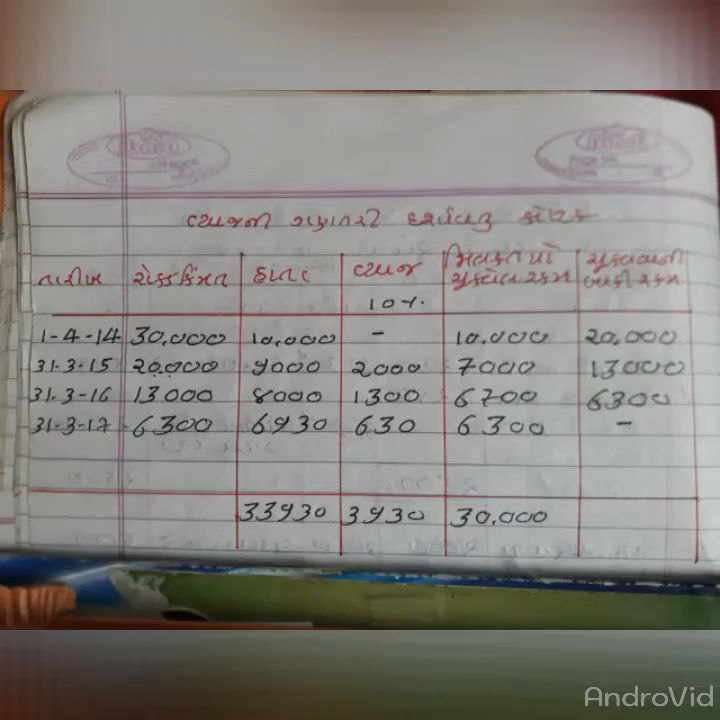 વ્યાજની ગણતરી દર્શાવતુ કોષ્ટક
તારીખ રોકડકિંમત હપ્તા વ્યાજ મિલકત પેટે ચુકવેલ રકમ ચુકવવાની બાકી રકમ
10%
1-4-14 30,000 10,000 - 10,000 20,000
31-3-15 20,000 9000 2000 7000 13000
31-3-16 13000 8000 1300 6700 6300
31-3-17 6300 6930 630 6300 -
33930 3930 30,000
AndroVid